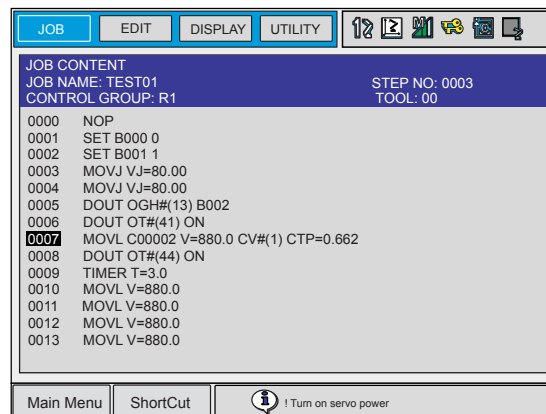 JOB EDIT DISPLAY UTILITY
JOB CONTENT
JOB NAME: TEST01 STEP NO: 0003
CONTROL GROUP: R1 TOOL: 00
0000 NOP
0001 SET B000 0
0002 SET B001 1
0003 MOVJ VJ=80.00
0004 MOVJ VJ=80.00
0005 DOUT OGH#(13) B002
0006 DOUT OT#(41) ON
0007 MOVL C00002 V=880.0 CV#(1) CTP=0.662
0008 DOUT OT#(44) ON
0009 TIMER T=3.0
0010 MOVL V=880.0
0011 MOVL V=880.0
0012 MOVL V=880.0
0013 MOVL V=880.0
Main Menu ShortCut ! Turn on servo power